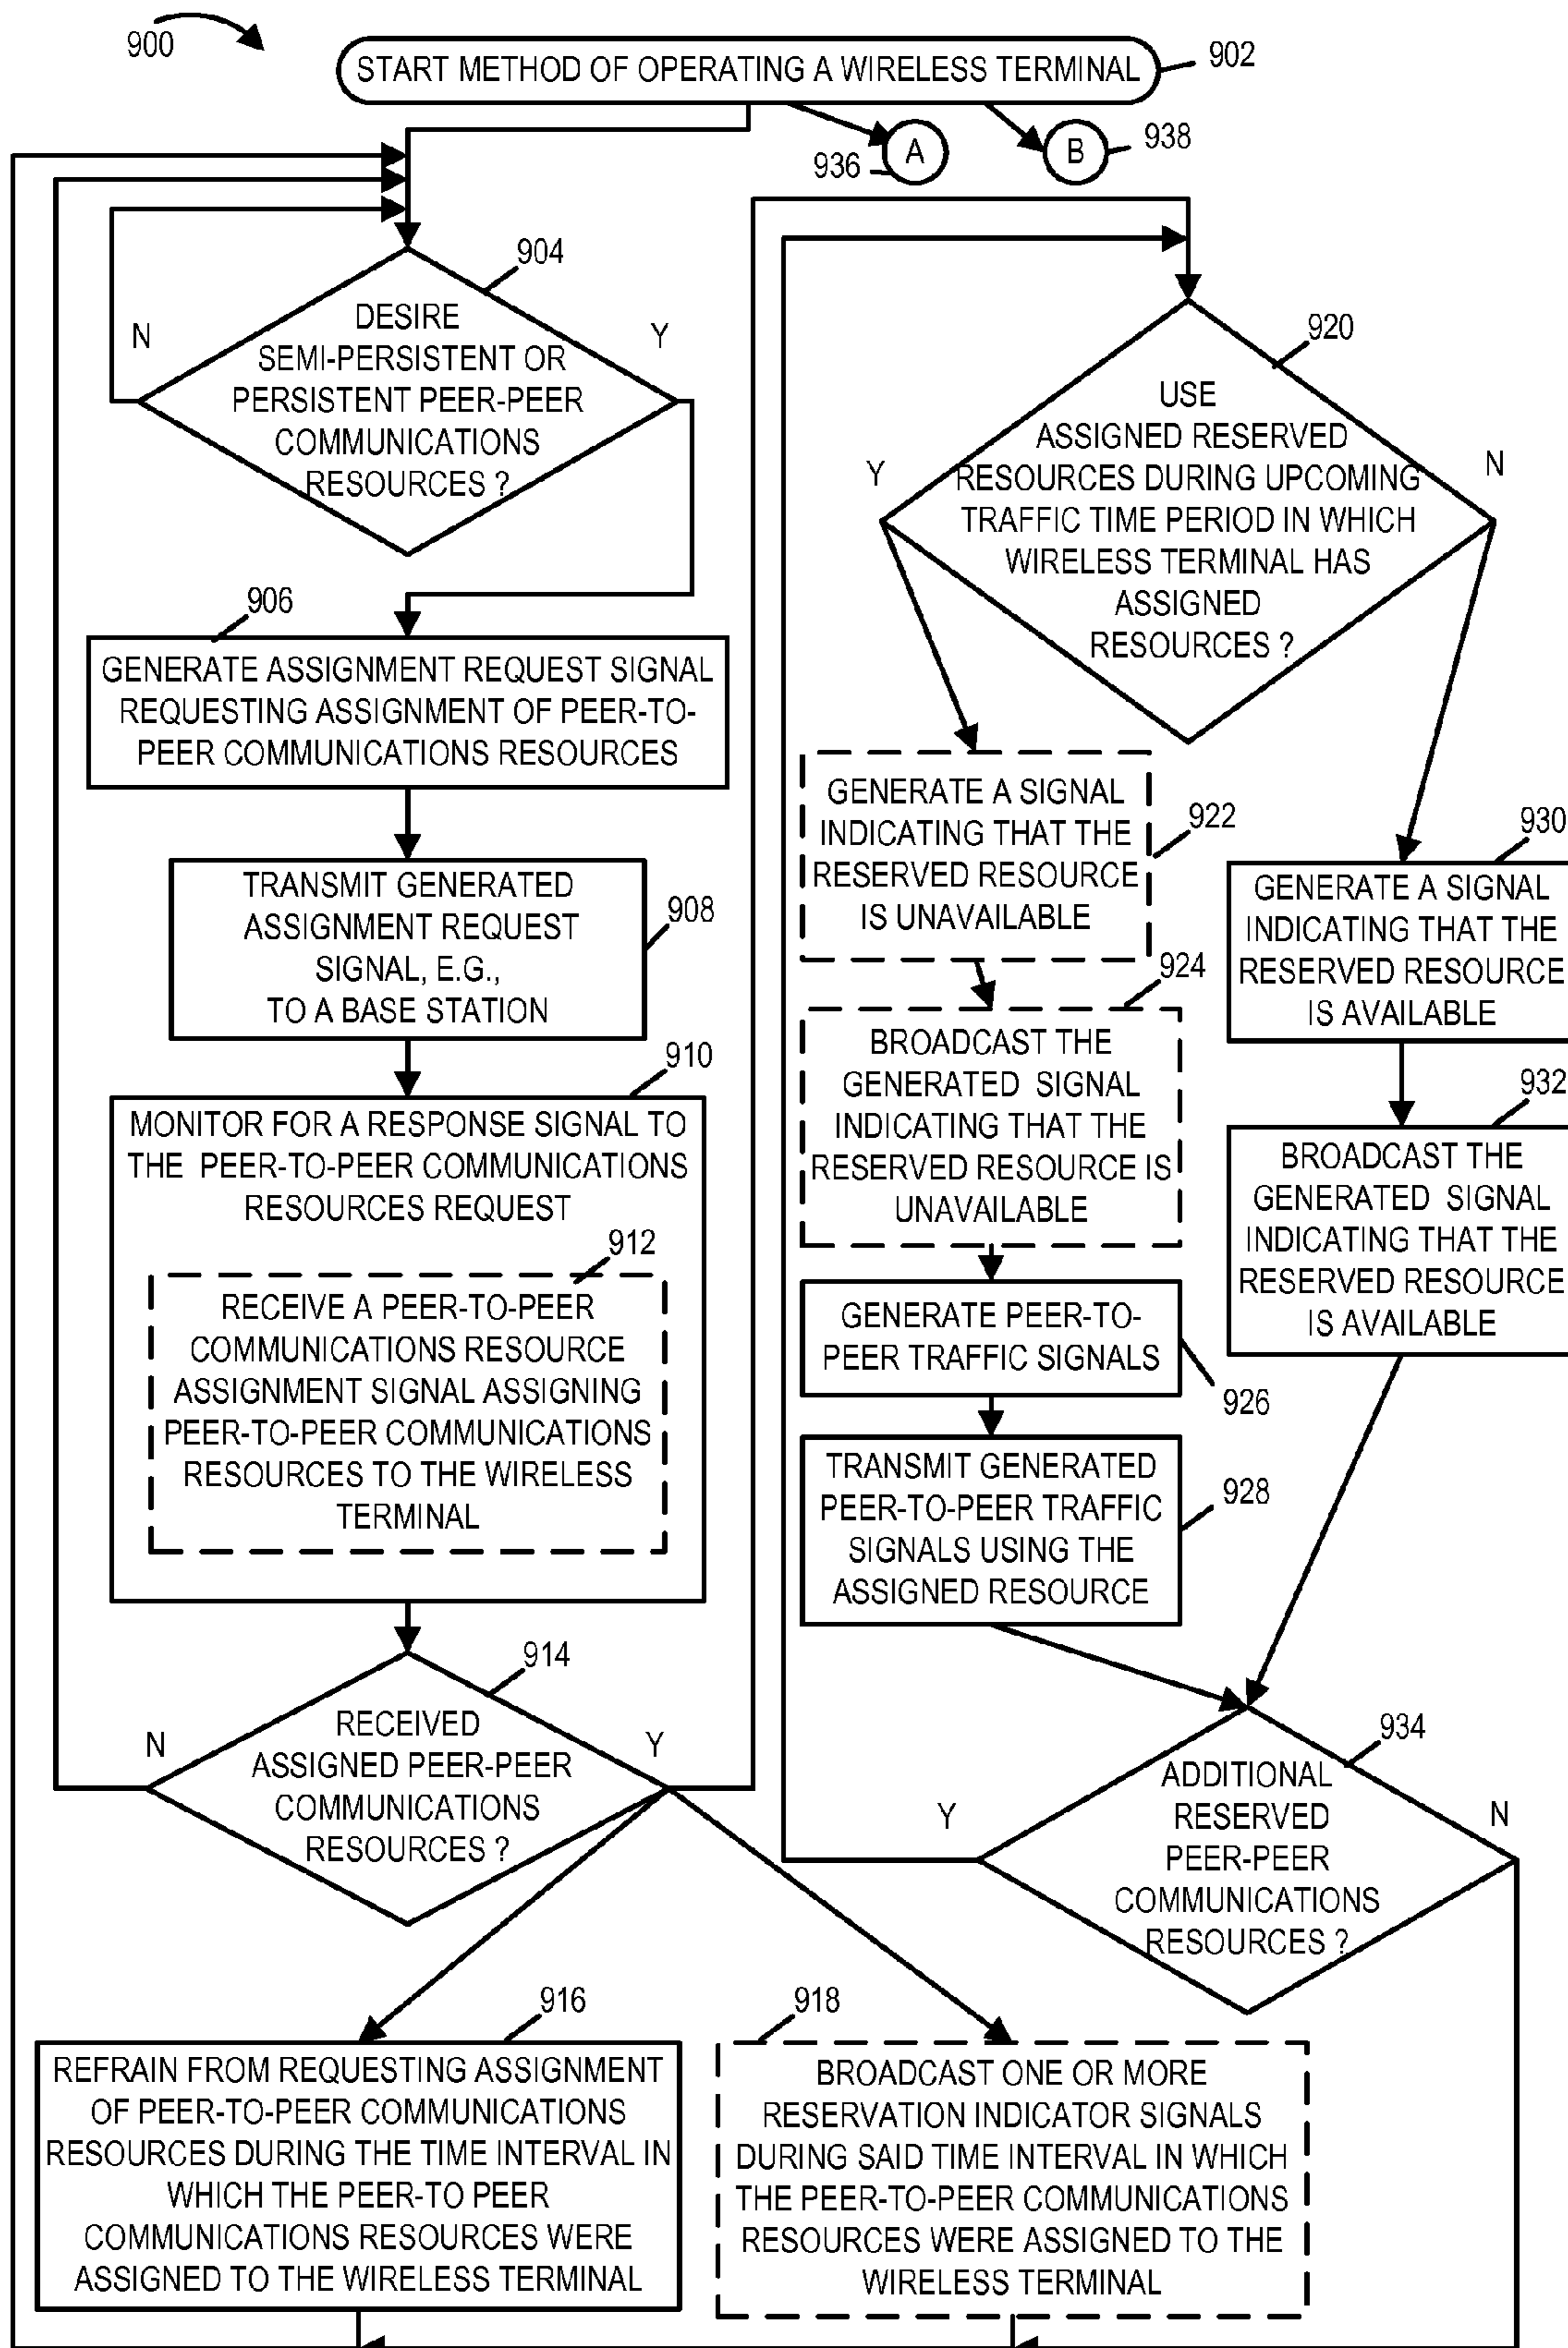 900
START METHOD OF OPERATING A WIRELESS TERMINAL
902
A
936
B
938
904
DESIRE
SEMI-PERSISTENT OR
PERSISTENT PEER-PEER
COMMUNICATIONS
RESOURCES ?
N
Y
906
GENERATE ASSIGNMENT REQUEST SIGNAL
REQUESTING ASSIGNMENT OF PEER-TO-
PEER COMMUNICATIONS RESOURCES
TRANSMIT GENERATED
ASSIGNMENT REQUEST
SIGNAL, E.G.,
TO A BASE STATION
908
910
MONITOR FOR A RESPONSE SIGNAL TO
THE PEER-TO-PEER COMMUNICATIONS
RESOURCES REQUEST
912
RECEIVE A PEER-TO-PEER
COMMUNICATIONS RESOURCE
ASSIGNMENT SIGNAL ASSIGNING
PEER-TO-PEER COMMUNICATIONS
RESOURCES TO THE WIRELESS
TERMINAL
914
RECEIVED
ASSIGNED PEER-PEER
COMMUNICATIONS
RESOURCES ?
N
Y
916
REFRAIN FROM REQUESTING ASSIGNMENT
OF PEER-TO-PEER COMMUNICATIONS
RESOURCES DURING THE TIME INTERVAL IN
WHICH THE PEER-TO PEER
COMMUNICATIONS RESOURCES WERE
ASSIGNED TO THE WIRELESS TERMINAL
918
BROADCAST ONE OR MORE
RESERVATION INDICATOR SIGNALS
DURING SAID TIME INTERVAL IN WHICH
THE PEER-TO-PEER COMMUNICATIONS
RESOURCES WERE ASSIGNED TO THE
WIRELESS TERMINAL
920
USE
ASSIGNED RESERVED
RESOURCES DURING UPCOMING
TRAFFIC TIME PERIOD IN WHICH
WIRELESS TERMINAL HAS
ASSIGNED
RESOURCES ?
Y
N
GENERATE A SIGNAL
INDICATING THAT THE
RESERVED RESOURCE
IS UNAVAILABLE
922
924
BROADCAST THE
GENERATED SIGNAL
INDICATING THAT THE
RESERVED RESOURCE IS
UNAVAILABLE
GENERATE PEER-TO-
PEER TRAFFIC SIGNALS
926
TRANSMIT GENERATED
PEER-TO-PEER TRAFFIC
SIGNALS USING THE
ASSIGNED RESOURCE
928
930
GENERATE A SIGNAL
INDICATING THAT THE
RESERVED RESOURCE
IS AVAILABLE
932
BROADCAST THE
GENERATED SIGNAL
INDICATING THAT THE
RESERVED RESOURCE
IS AVAILABLE
934
ADDITIONAL
RESERVED
PEER-PEER
COMMUNICATIONS
RESOURCES ?
Y
N